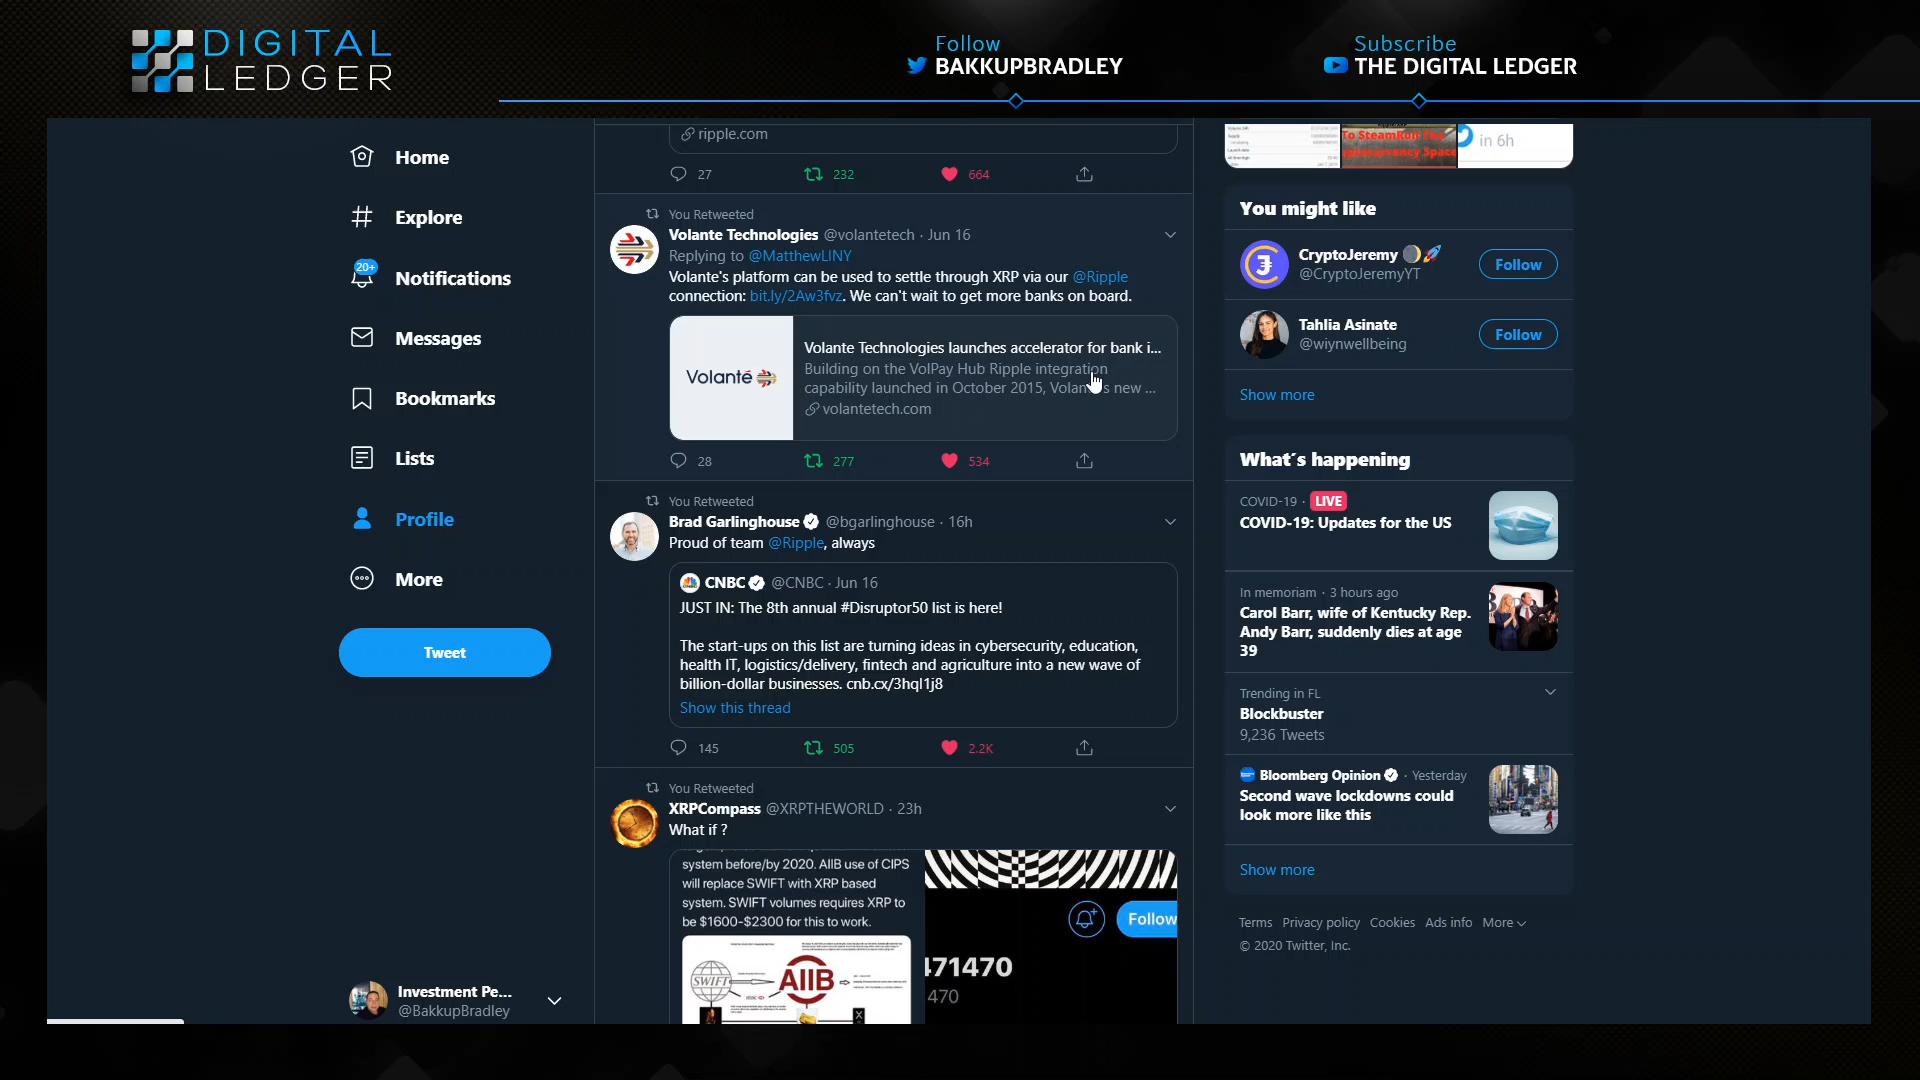 DIGITAL
LEDGER
Follow
BAKKUPBRADLEY
Subscribe
THE DIGITAL LEDGER
Home
Explore
20+
Notifications
Messages
Bookmarks
Lists
Profile
More
Tweet
Investment Pe...
@BakkupBradley
ripple.com
27 232 664
You Retweeted
Volante Technologies @volantetech · Jun 16
Replying to @MatthewLINY
Volante's platform can be used to settle through XRP via our @Ripple
connection: bit.ly/2Aw3fvz. We can't wait to get more banks on board.
Volanté
Volante Technologies launches accelerator for bank i...
Building on the VolPay Hub Ripple integration
capability launched in October 2015, Volan s new ...
volantetech.com
28 277 534
You Retweeted
Brad Garlinghouse @bgarlinghouse · 16h
Proud of team @Ripple, always
CNBC @CNBC · Jun 16
JUST IN: The 8th annual #Disruptor50 list is here!
The start-ups on this list are turning ideas in cybersecurity, education,
health IT, logistics/delivery, fintech and agriculture into a new wave of
billion-dollar businesses. cnb.cx/3hql1j8
Show this thread
145 505 2.2K
You Retweeted
XRPCompass @XRPTHEWORLD · 23h
What if ?
system before/by 2020. AIIB use of CIPS
will replace SWIFT with XRP based
system. SWIFT volumes requires XRP to
be $1600-$2300 for this to work.
SWIFT
AIIB
X
Follow
471470
470
To SteamRoll The
Cryptocurrency Space
in 6h
You might like
CryptoJeremy
@CryptoJeremyYT
Follow
Tahlia Asinate
@wiynwellbeing
Follow
Show more
What's happening
COVID-19 · LIVE
COVID-19: Updates for the US
In memoriam · 3 hours ago
Carol Barr, wife of Kentucky Rep.
Andy Barr, suddenly dies at age
39
Trending in FL
Blockbuster
9,236 Tweets
Bloomberg Opinion · Yesterday
Second wave lockdowns could
look more like this
Show more
Terms Privacy policy Cookies Ads info More
© 2020 Twitter, Inc.